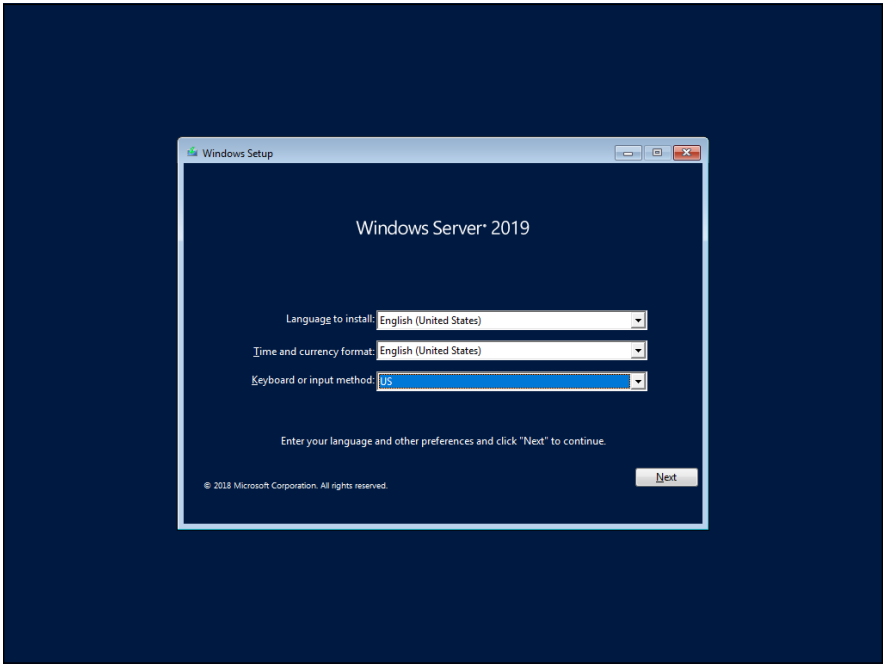 Windows Setup
Windows Server® 2019
Language to install: English (United States)
Time and currency format: English (United States)
Keyboard or input method: US
Enter your language and other preferences and click "Next" to continue.
Next
© 2018 Microsoft Corporation. All rights reserved.